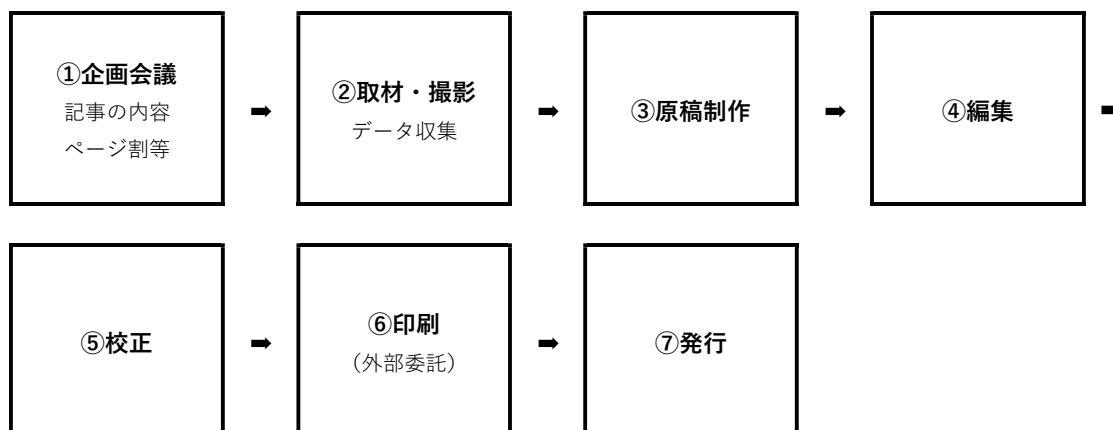 ①企画会議
記事の内容
ページ割等
➡
②取材・撮影
データ収集
➡
③原稿制作
➡
④編集
➡
⑤校正
➡
⑥印刷
（外部委託）
➡
⑦発行